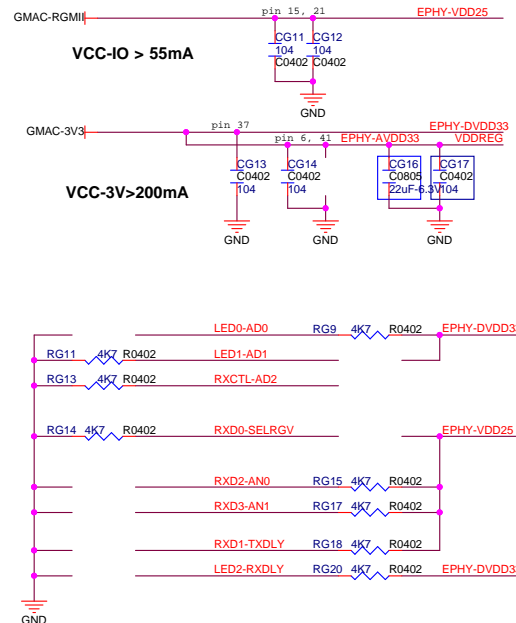 GMAC-RGMII
pin 15, 21
EPHY-VDD25
VCC-IO > 55mA
CG11
104
C0402
CG12
104
C0402
GND
GMAC-3V3
pin 37
EPHY-DVDD33
pin 6, 41
EPHY-AVDD33
VDDREG
VCC-3V>200mA
CG13
C0402
104
CG14
C0402
104
CG16
C0805
22uF-6.3V
CG17
C0402
104
GND
GND
GND
LED0-AD0
RG9
4K7
R0402
EPHY-DVDD33
RG11
4K7
R0402
LED1-AD1
RG13
4K7
R0402
RXCTL-AD2
RG14
4K7
R0402
RXD0-SELRGV
EPHY-VDD25
RXD2-AN0
RG15
4K7
R0402
RXD3-AN1
RG17
4K7
R0402
RXD1-TXDLY
RG18
4K7
R0402
LED2-RXDLY
RG20
4K7
R0402
EPHY-DVDD33
GND